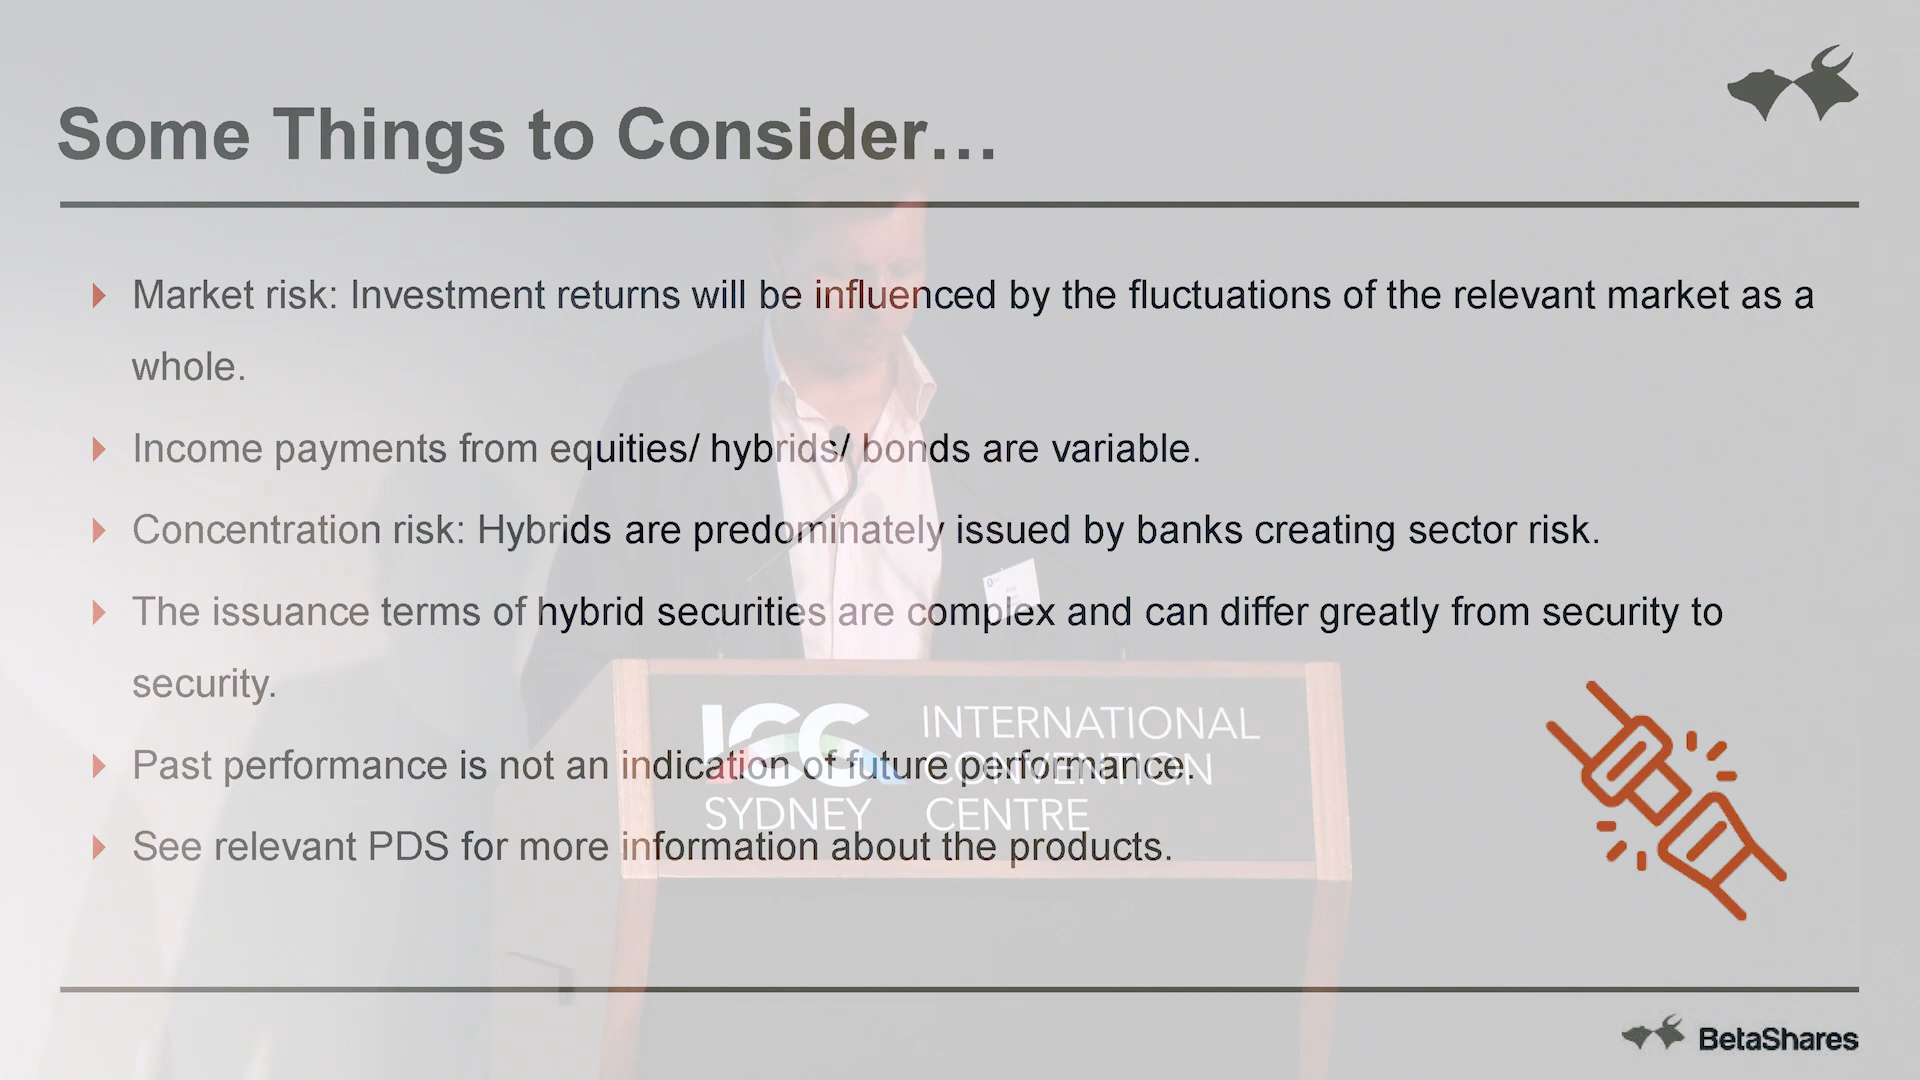 Some Things to Consider…
Market risk: Investment returns will be influenced by the fluctuations of the relevant market as a
whole.
Income payments from equities/ hybrids/ bonds are variable.
Concentration risk: Hybrids are predominately issued by banks creating sector risk.
The issuance terms of hybrid securities are complex and can differ greatly from security to
security.
Past performance is not an indication of future performance.
See relevant PDS for more information about the products.
ICC
SYDNEY
INTERNATIONAL
CONVENTION
CENTRE
BetaShares